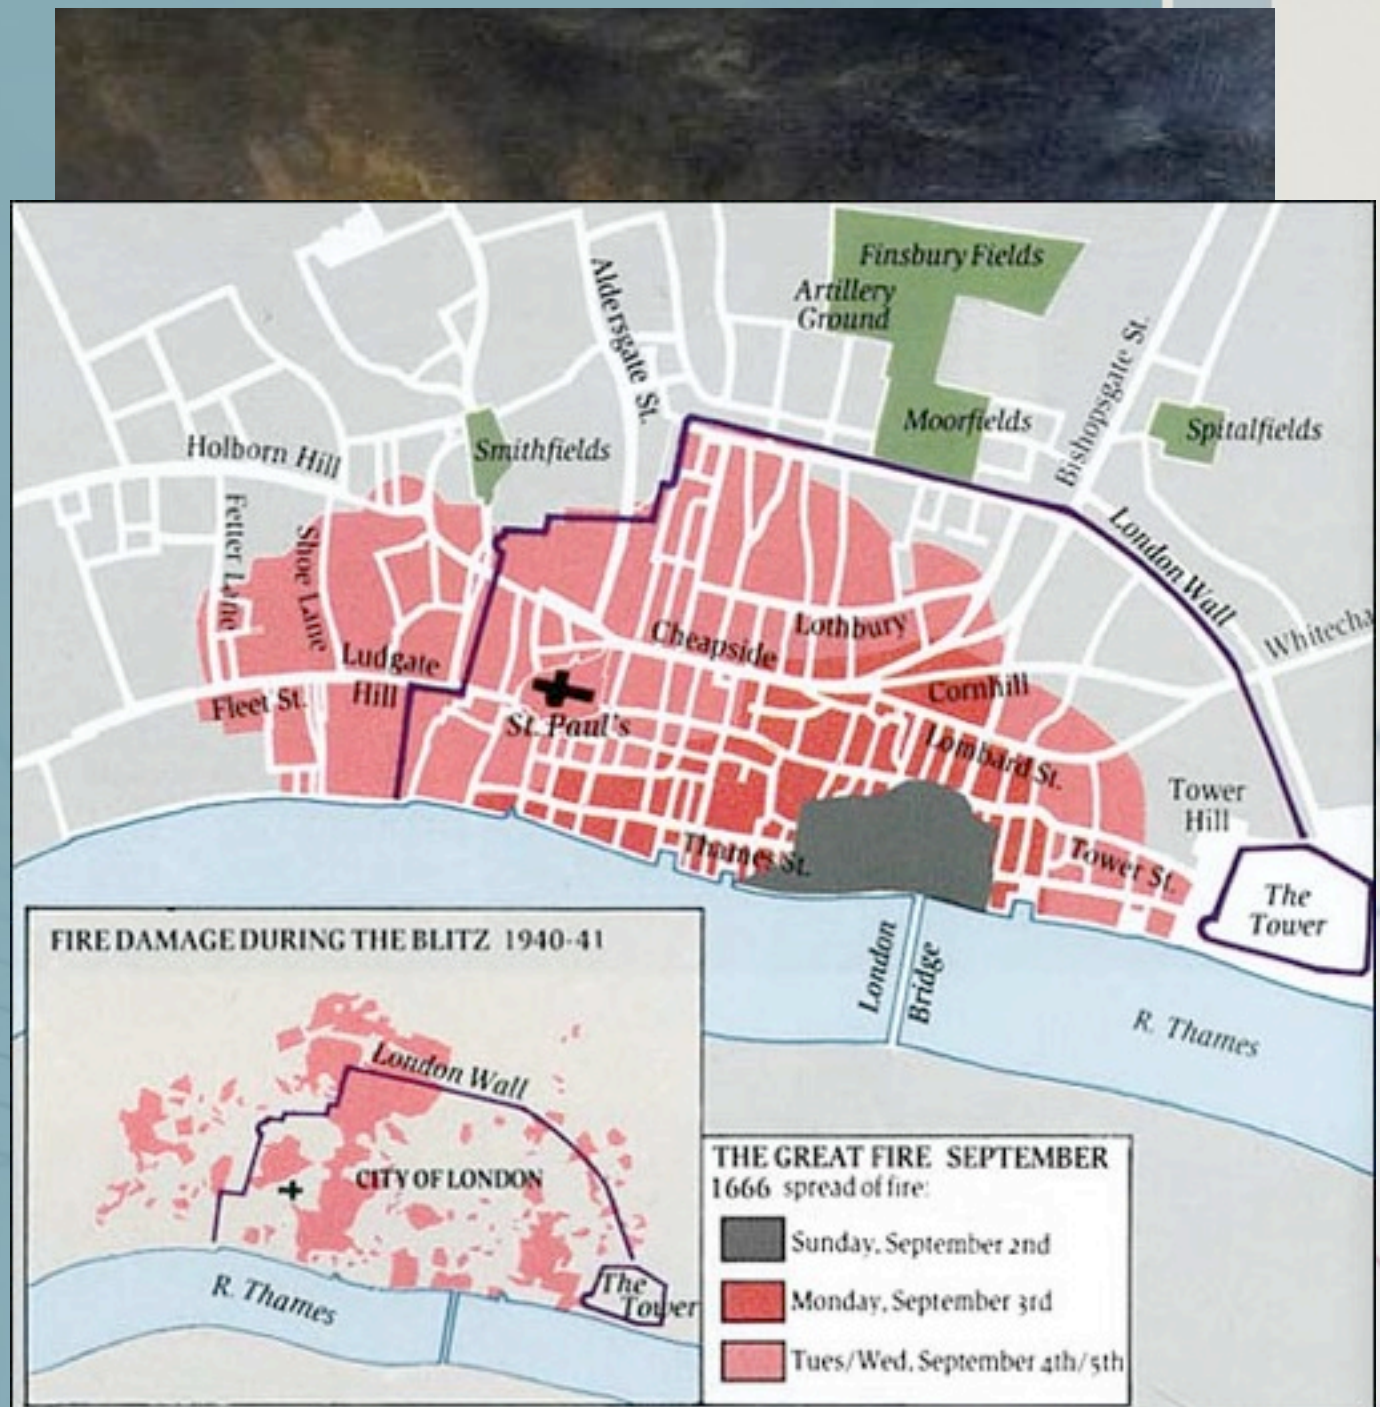 Finsbury Fields
Artillery
Ground
Aldersgate St.
Bishopsgate St.
Moorfields
Spitalfields
Smithfields
Holborn Hill
London Wall
Fetter Lane
Shoe Lane
Whitecha
Lothbury
Cheapside
Ludgate
Hill
Cornhill
Fleet St.
St. Paul's
Lombard St.
Tower
Hill
Thames St.
Tower St.
The
Tower
London
Bridge
R. Thames
FIRE DAMAGE DURING THE BLITZ 1940-41
London Wall
CITY OF LONDON
R. Thames
The
Tower
THE GREAT FIRE SEPTEMBER
1666 spread of fire:
Sunday, September 2nd
Monday, September 3rd
Tues/Wed, September 4th/5th